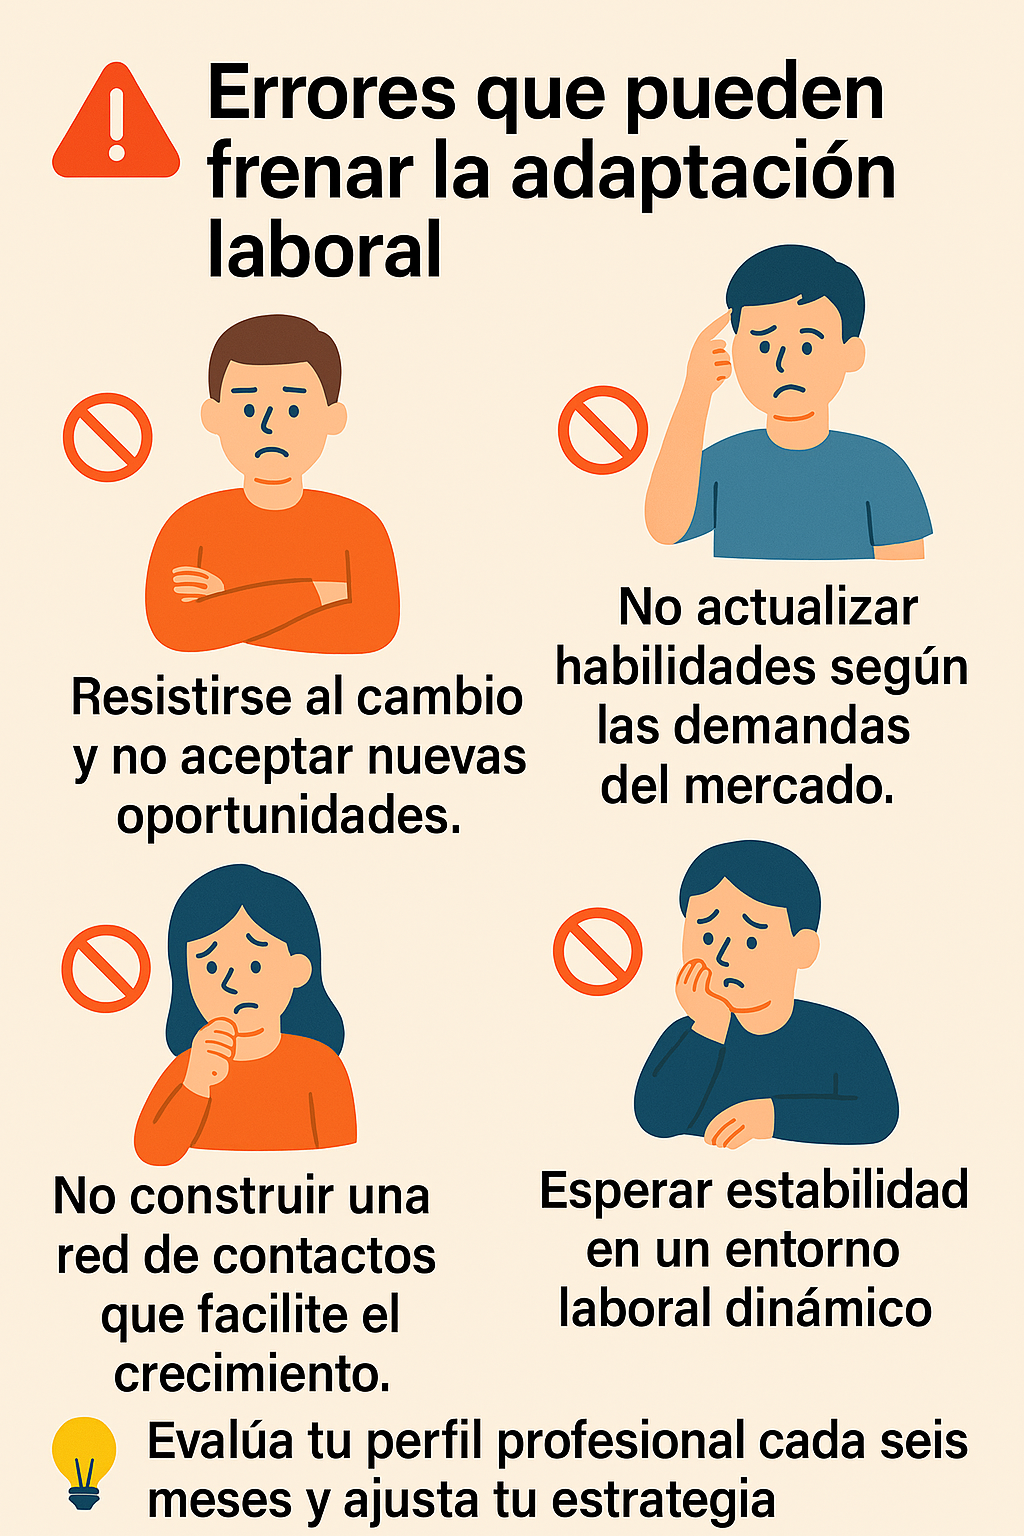 Errores que pueden
frenar la adaptación
laboral
Resistirse al cambio
y no aceptar nuevas
oportunidades.
No actualizar
habilidades según
las demandas
del mercado.
No construir una
red de contactos
que facilite el
crecimiento.
Esperar estabilidad
en un entorno
laboral dinámico
Evalúa tu perfil profesional cada seis
meses y ajusta tu estrategia